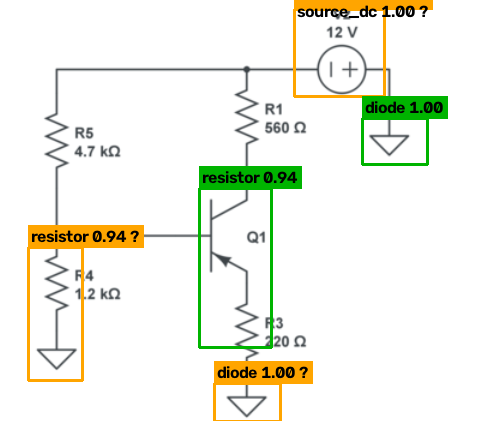 source_dc 1.00 ?
12 V
diode 1.00
R1
560 Ω
R5
4.7 kΩ
resistor 0.94
resistor 0.94 ?
Q1
R4
1.2 kΩ
R3
220 Ω
diode 1.00 ?